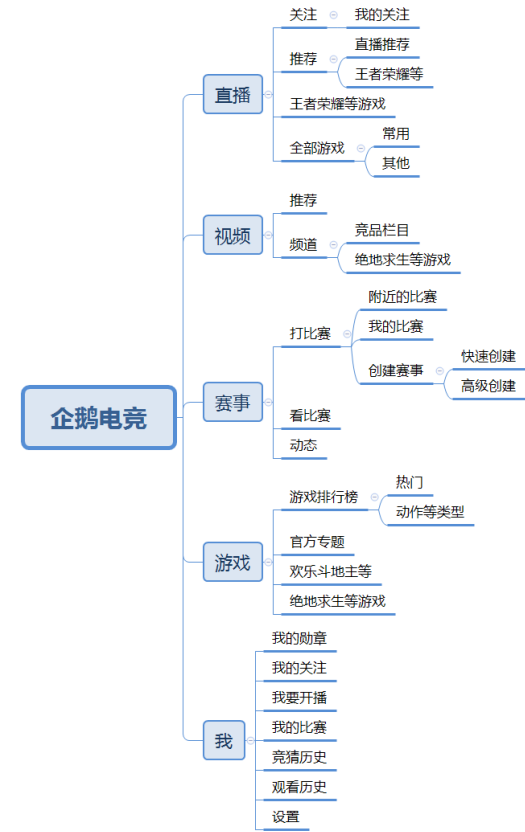 企鹅电竞
直播
关注
我的关注
推荐
直播推荐
王者荣耀等
王者荣耀等游戏
全部游戏
常用
其他
视频
推荐
频道
竞品栏目
绝地求生等游戏
赛事
打比赛
附近的比赛
我的比赛
创建赛事
快速创建
高级创建
看比赛
动态
游戏
游戏排行榜
热门
动作等类型
官方专题
欢乐斗地主等
绝地求生等游戏
我
我的勋章
我的关注
我要开播
我的比赛
竞猜历史
观看历史
设置